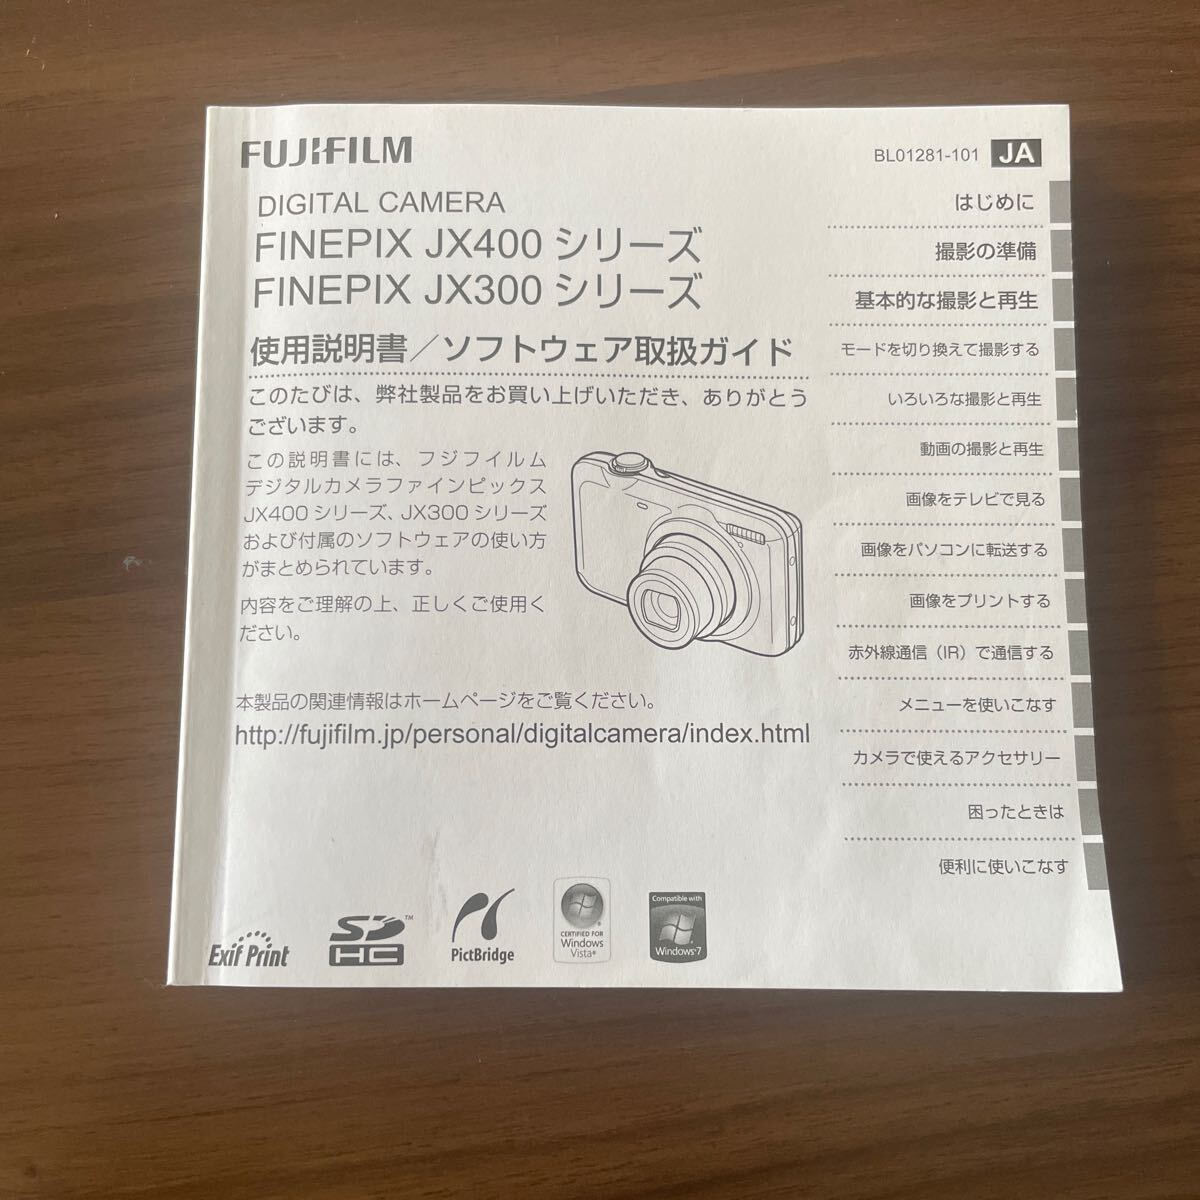 FUJIFILM
BL01281-101 JA
DIGITAL CAMERA
FINEPIX JX400 シリーズ
FINEPIX JX300 シリーズ
使用説明書／ソフトウェア取扱ガイド
このたびは、弊社製品をお買い上げいただき、ありがとう
ございます。
この説明書には、フジフイルム
デジタルカメラファインピックス
JX400 シリーズ、JX300 シリーズ
および付属のソフトウェアの使い方
がまとめられています。
内容をご理解の上、正しくご使用く
ださい。
本製品の関連情報はホームページをご覧ください。
http://fujifilm.jp/personal/digitalcamera/index.html
はじめに
撮影の準備
基本的な撮影と再生
モードを切り換えて撮影する
いろいろな撮影と再生
動画の撮影と再生
画像をテレビで見る
画像をパソコンに転送する
画像をプリントする
赤外線通信（IR）で通信する
メニューを使いこなす
カメラで使えるアクセサリー
困ったときは
便利に使いこなす
Exif Print
SD™
HC
PictBridge
CERTIFIED FOR
Windows
Vista®
Compatible with
Windows®7